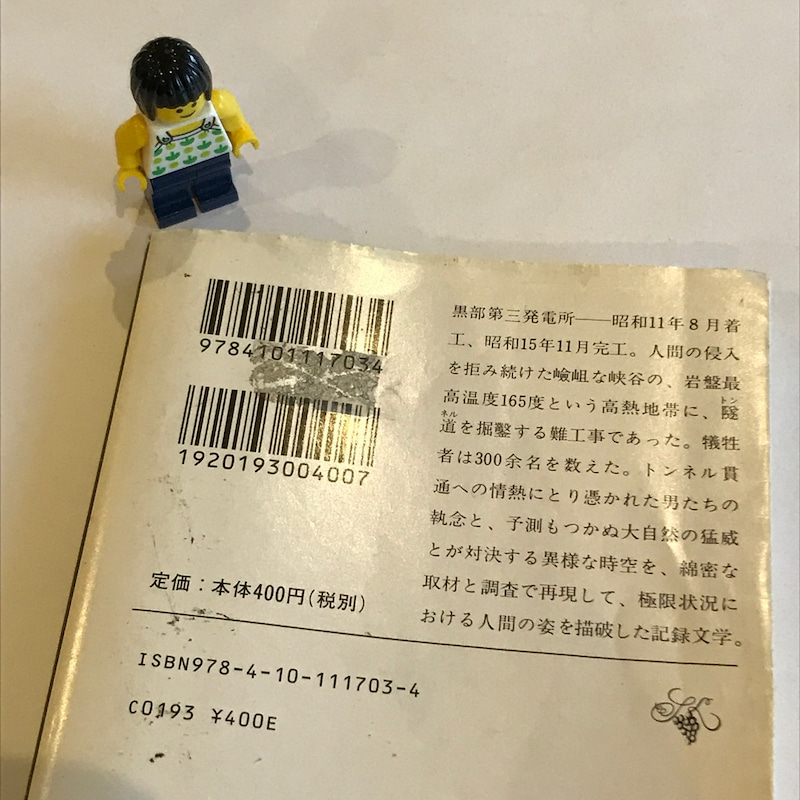 9784101117034
1920193004007
定価：本体400円(税別)
ISBN978-4-10-111703-4
C0193 ¥400E
黒部第三発電所――昭和11年8月着
工、昭和15年11月完工。人間の侵入
を拒み続けた嶮岨な峡谷の、岩盤最
高温度165度という高熱地帯に、隧
トン
道を掘鑿する難工事であった。犠牲
ネル
者は300余名を数えた。トンネル貫
通への情熱にとり憑かれた男たちの
執念と、予測もつかぬ大自然の猛威
とが対決する異様な時空を、綿密な
取材と調査で再現して、極限状況に
おける人間の姿を描破した記録文学。